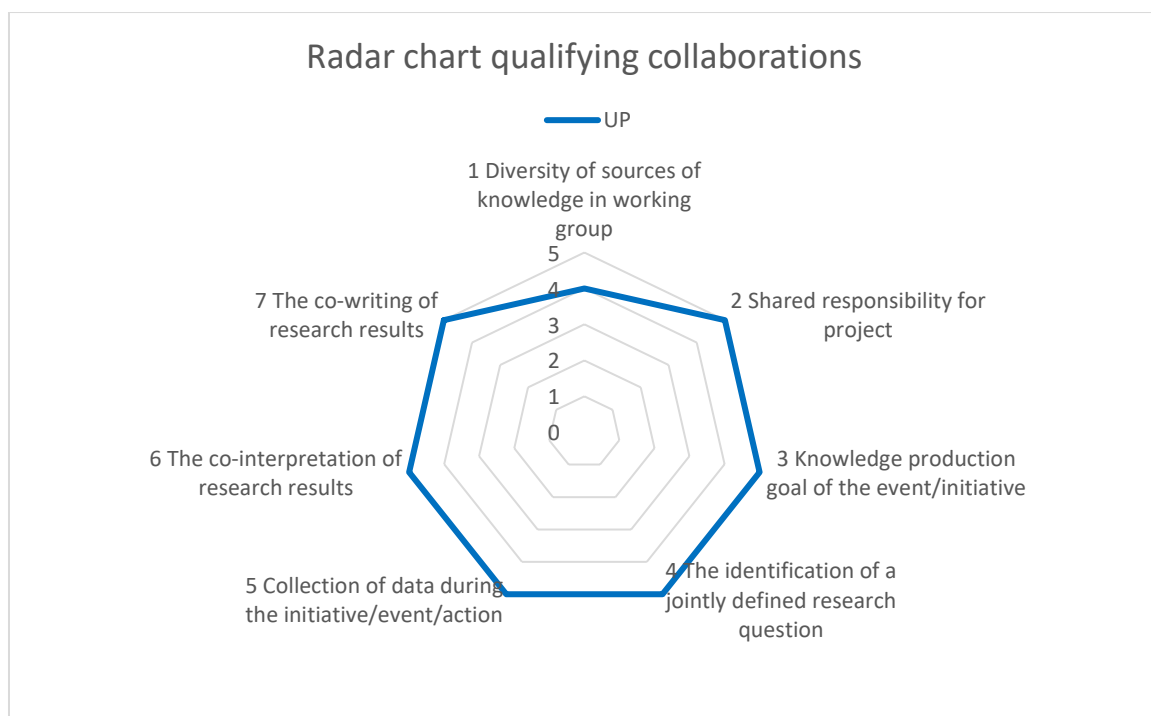 Radar chart qualifying collaborations
UP
1 Diversity of sources of
knowledge in working
group
5
4
3
2
1
0
2 Shared responsibility for
project
3 Knowledge production
goal of the event/initiative
4 The identification of a
jointly defined research
question
5 Collection of data during
the initiative/event/action
6 The co-interpretation of
research results
7 The co-writing of
research results